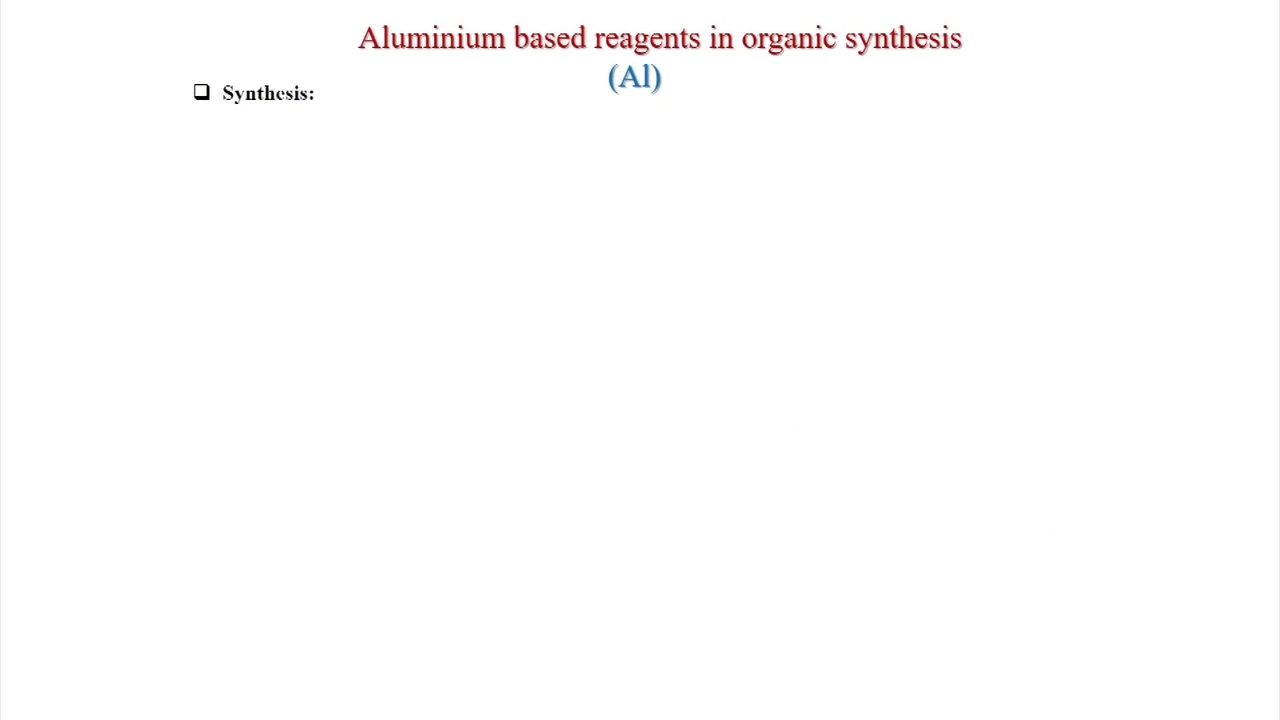 Aluminium based reagents in organic synthesis
(Al)
❑ Synthesis: